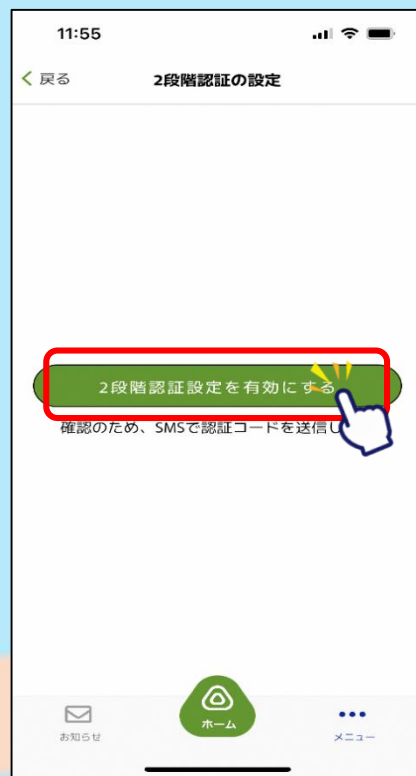 11:55
戻る
2段階認証の設定
2段階認証設定を有効にする
確認のため、SMSで認証コードを送信し
お知らせ
ホーム
メニュー